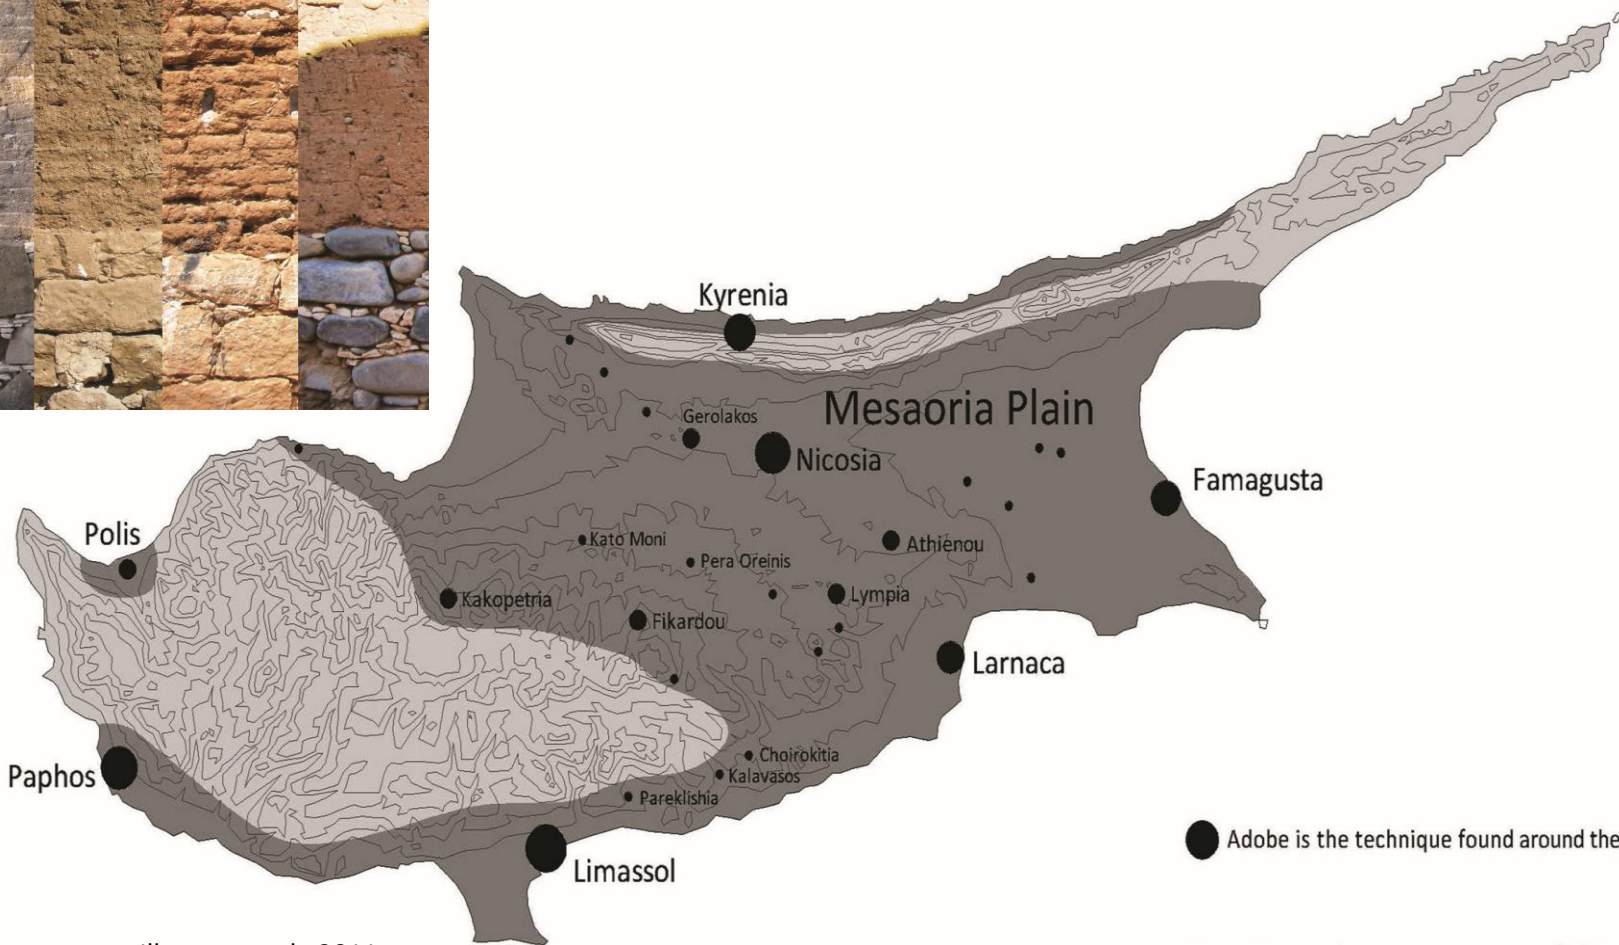 Kyrenia
Mesaoria Plain
Gerolakos
Nicosia
Famagusta
Polis
Kato Moni
Athienou
Pera Oreinis
Kakopetria
Lympia
Fikardou
Larnaca
Choirokitia
Kalavasos
Paphos
Pareklishia
Adobe is the technique found around the
Limassol